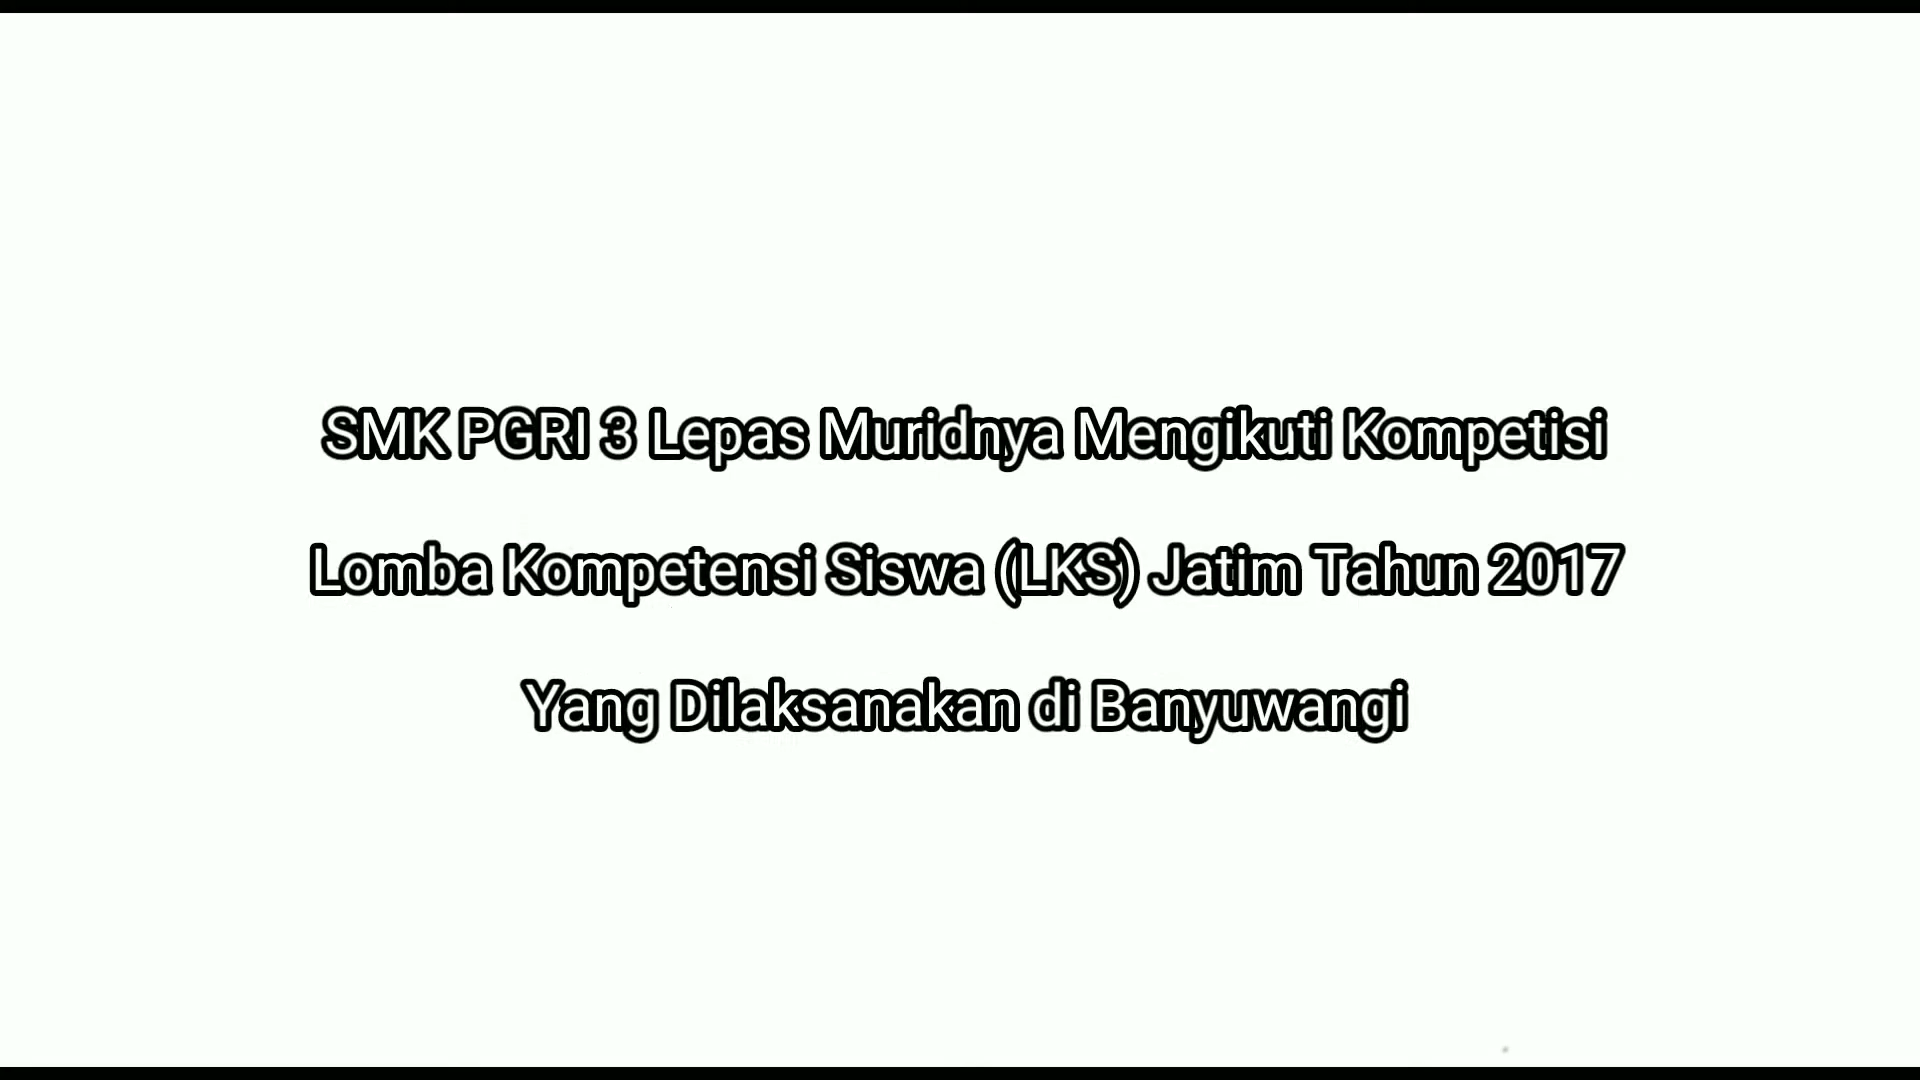 SMK PGRI 3 Lepas Muridnya Mengikuti Kompetisi
Lomba Kompetensi Siswa (LKS) Jatim Tahun 2017
Yang Dilaksanakan di Banyuwangi